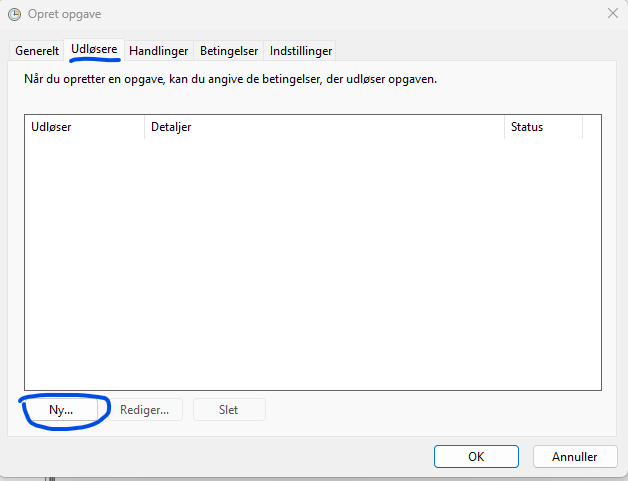 Opret opgave
Generelt Udløsere Handlinger Betingelser Indstillinger
Når du opretter en opgave, kan du angive de betingelser, der udløser opgaven.
Udløser Detaljer Status
Ny... Rediger... Slet
OK Annuller